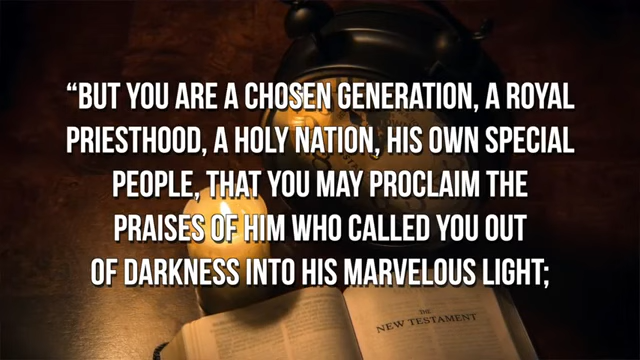 “BUT YOU ARE A CHOSEN GENERATION, A ROYAL
PRIESTHOOD, A HOLY NATION, HIS OWN SPECIAL
PEOPLE, THAT YOU MAY PROCLAIM THE
PRAISES OF HIM WHO CALLED YOU OUT
OF DARKNESS INTO HIS MARVELOUS LIGHT;
THE
NEW TESTAMENT